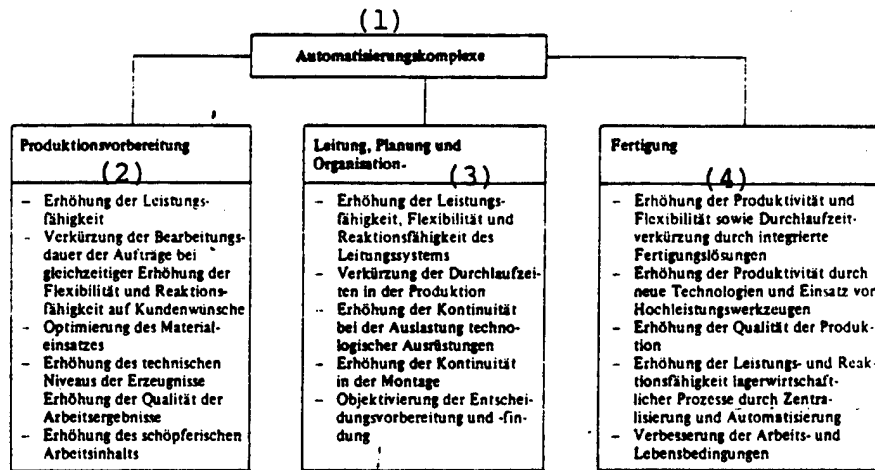 (1)
Automatisierungskomplexe
Produktionsvorbereitung
(2)
– Erhöhung der Leistungs-
fähigkeit
– Verkürzung der Bearbeitungs-
dauer der Aufträge bei
gleichzeitiger Erhöhung der
Flexibilität und Reaktions-
fähigkeit auf Kundenwünsche
– Optimierung des Material-
einsatzes
– Erhöhung des technischen
Niveaus der Erzeugnisse
Erhöhung der Qualität der
Arbeitsergebnisse
– Erhöhung des schöpferischen
Arbeitsinhalts
Leitung, Planung und
Organisation-
(3)
– Erhöhung der Leistungs-
fähigkeit, Flexibilität und
Reaktionsfähigkeit des
Leitungssystems
– Verkürzung der Durchlaufzei-
ten in der Produktion
– Erhöhung der Kontinuität
bei der Auslastung techno-
logischer Ausrüstungen
– Erhöhung der Kontinuität
in der Montage
– Objektivierung der Entschei-
dungsvorbereitung und -fin-
dung
Fertigung
(4)
– Erhöhung der Produktivität und
Flexibilität sowie Durchlaufzeit-
verkürzung durch integrierte
Fertigungslösungen
– Erhöhung der Produktivität durch
neue Technologien und Einsatz von
Hochleistungswerkzeugen
– Erhöhung der Qualität der Produk-
tion
– Erhöhung der Leistungs- und Reak-
tionsfähigkeit lagerwirtschaft-
licher Prozesse durch Zentra-
lisierung und Automatisierung
– Verbesserung der Arbeits- und
Lebensbedingungen